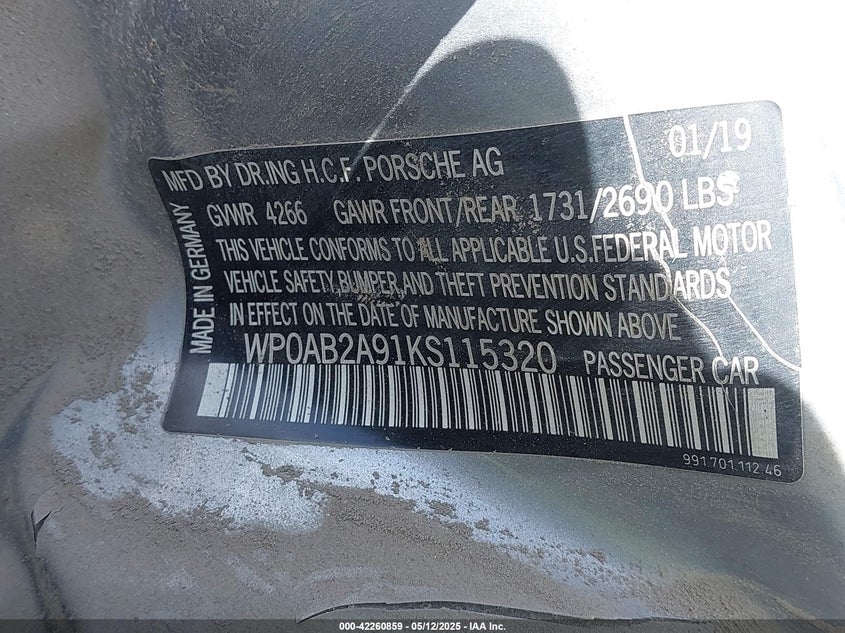 01/19
MFD BY DR.ING H.C.F. PORSCHE AG
GVWR 4266 GAWR FRONT/REAR 1731/2690 LBS
THIS VEHICLE CONFORMS TO ALL APPLICABLE U.S.FEDERAL MOTOR
VEHICLE SAFETY,BUMPER,AND THEFT PREVENTION STANDARDS
IN EFFECT ON THE DATE OF MANUFACTURE SHOWN ABOVE
WP0AB2A91KS115320 PASSENGER CAR
991.701.112.46
MADE IN GERMANY
000-42260859 - 05/12/2025 - IAA Inc.